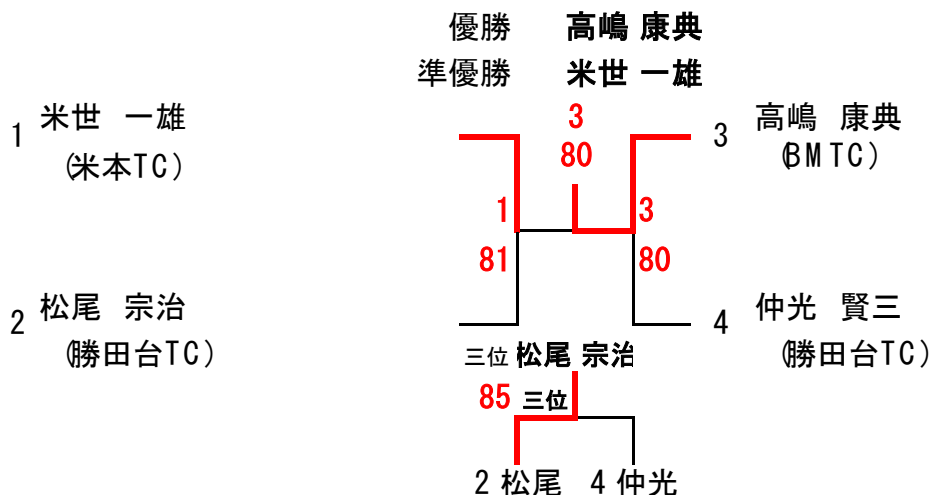 優勝 高嶋 康典
準優勝 米世 一雄
1 米世 一雄
(米本TC)
3
80
3 高嶋 康典
(BMTC)
1
3
81
80
2 松尾 宗治
(勝田台TC)
4 仲光 賢三
(勝田台TC)
三位 松尾 宗治
85 三位
2 松尾 4 仲光